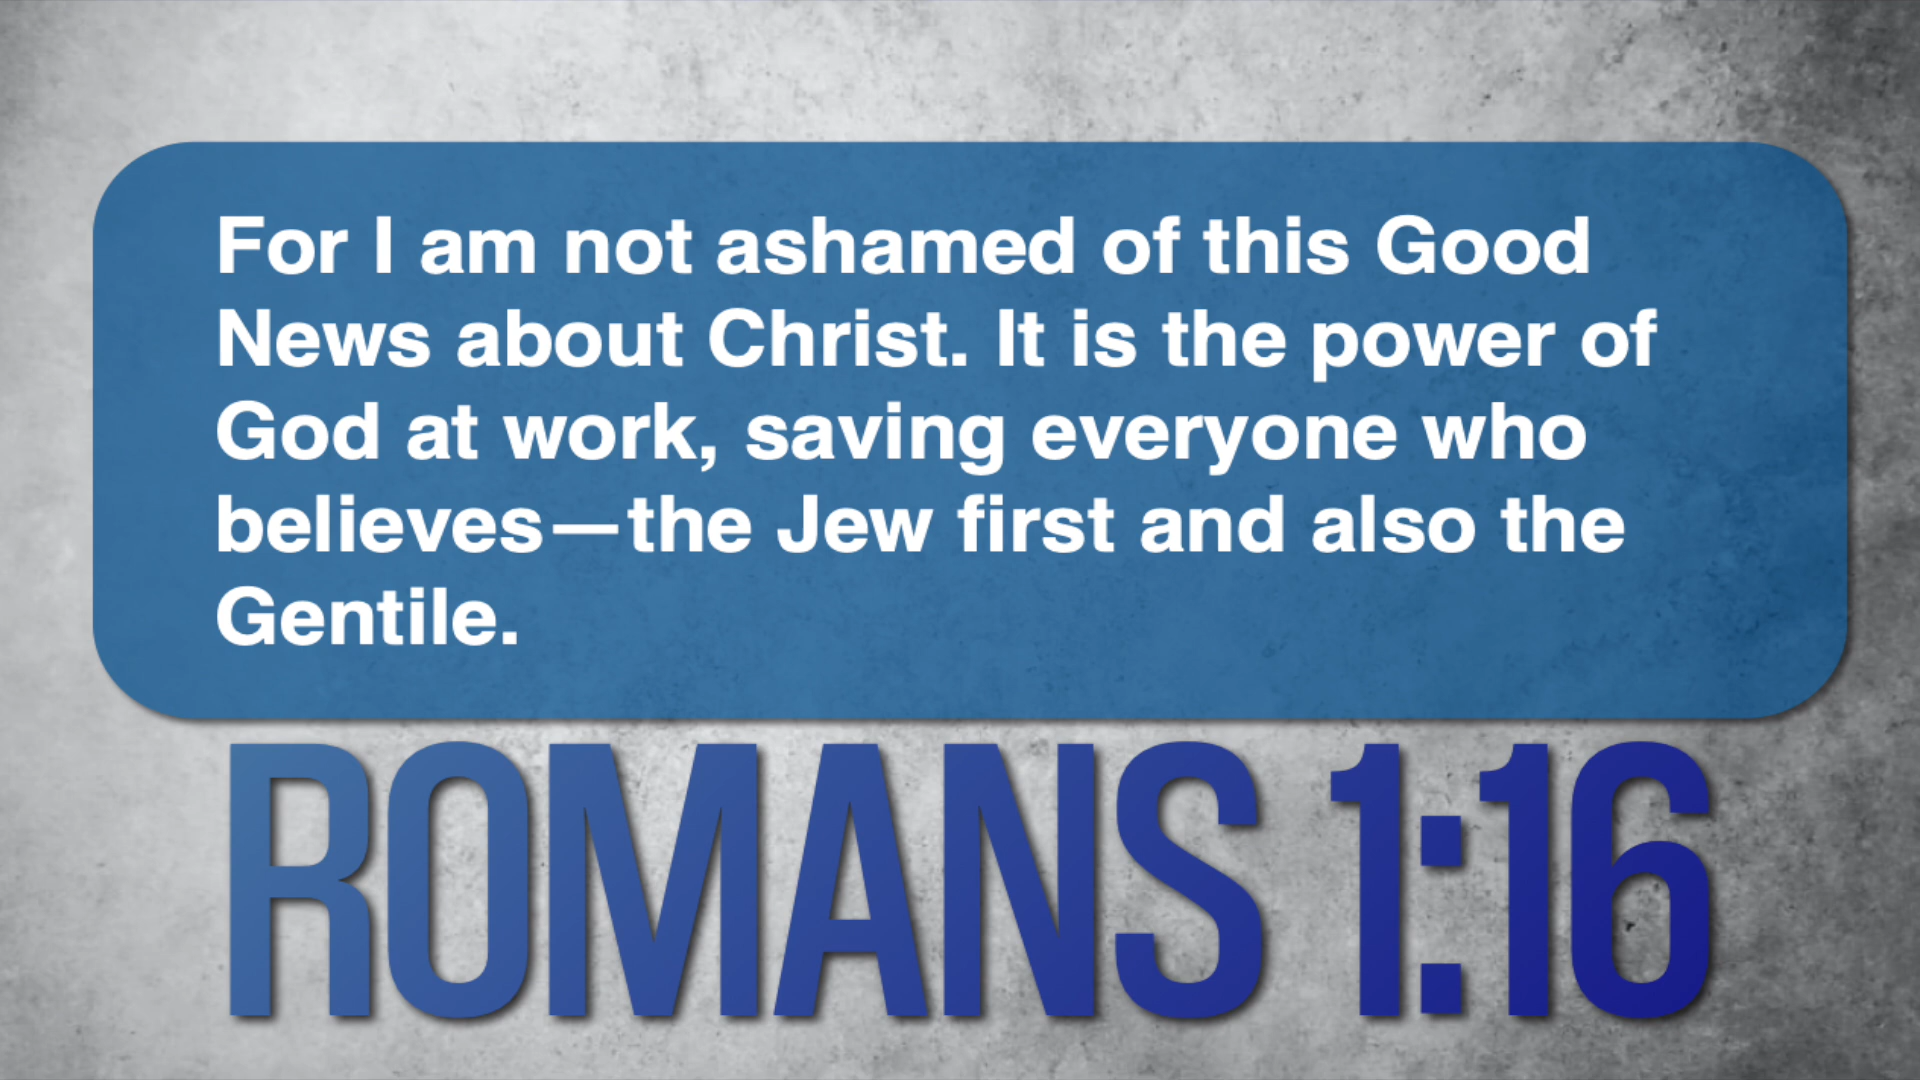 For I am not ashamed of this Good
News about Christ. It is the power of
God at work, saving everyone who
believes—the Jew first and also the
Gentile.
ROMANS 1:16